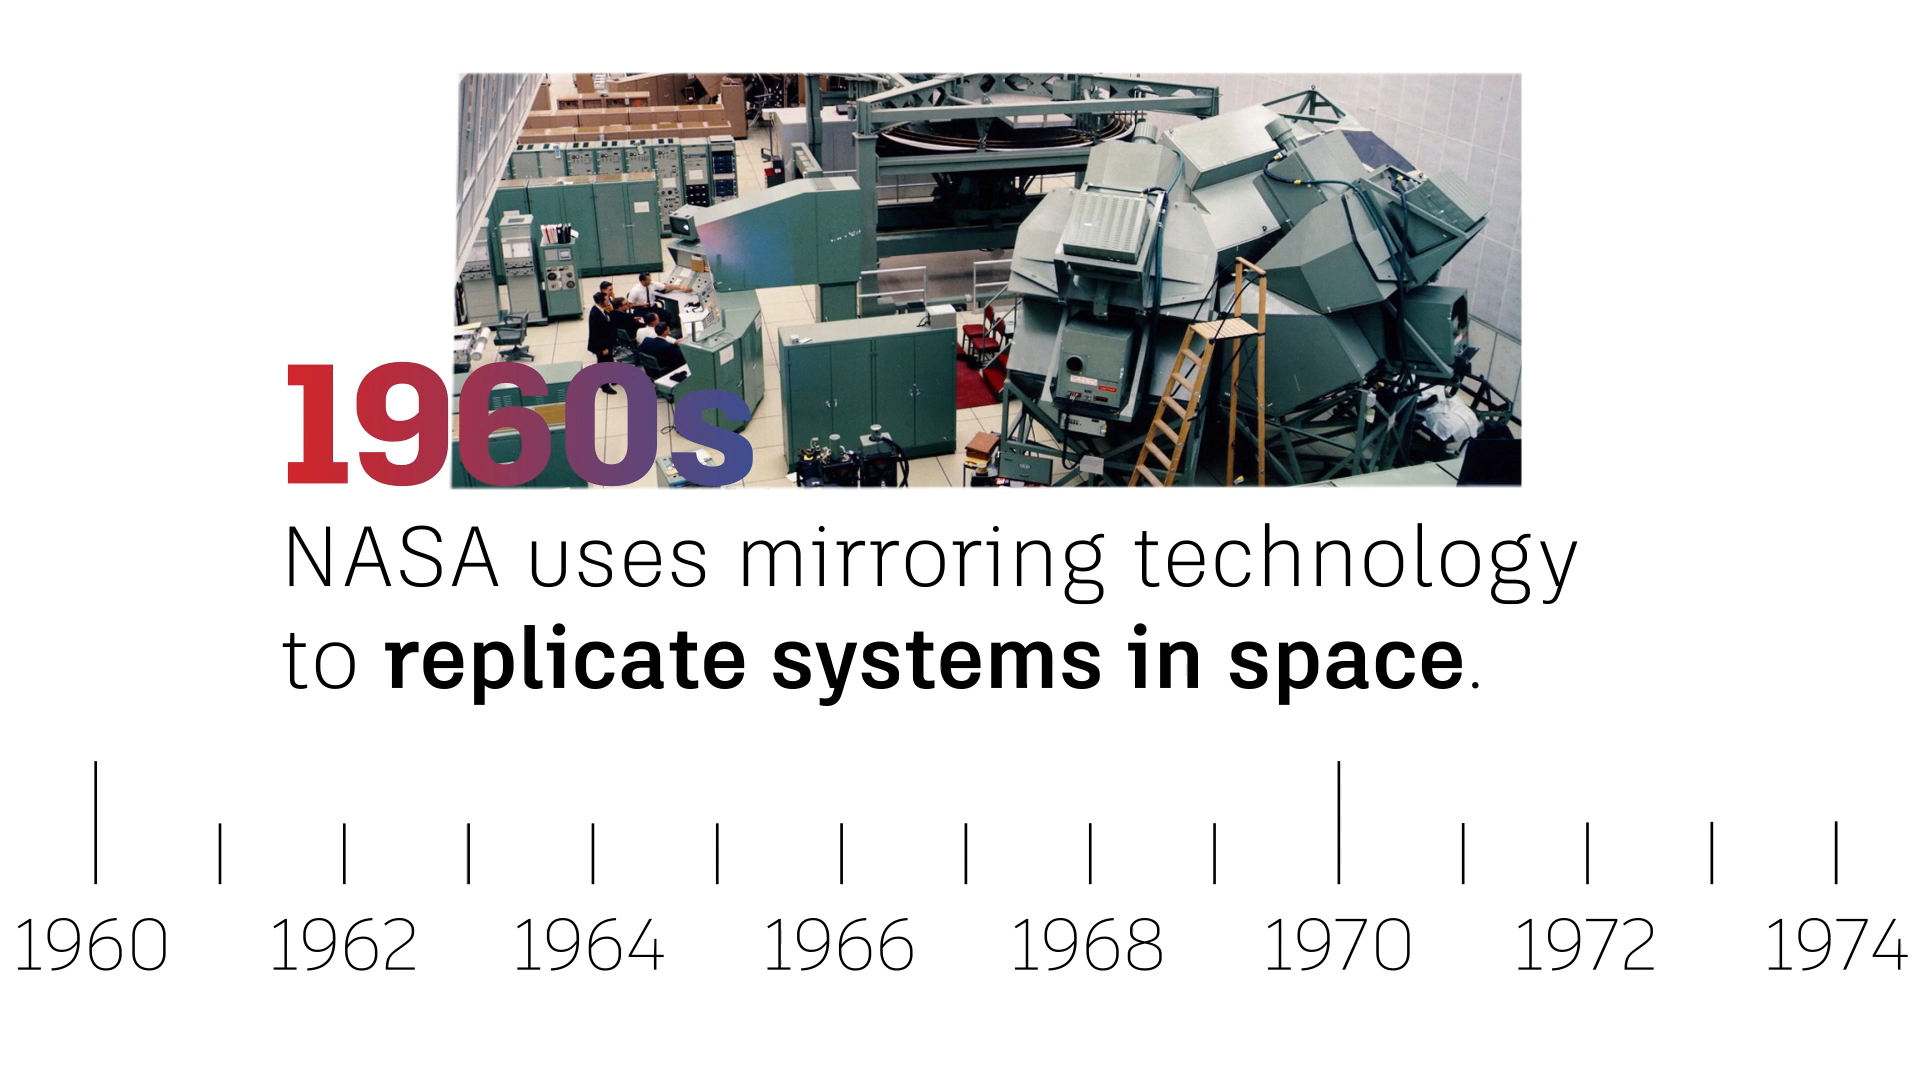 1960s
NASA uses mirroring technology
to replicate systems in space.
1960 1962 1964 1966 1968 1970 1972 1974